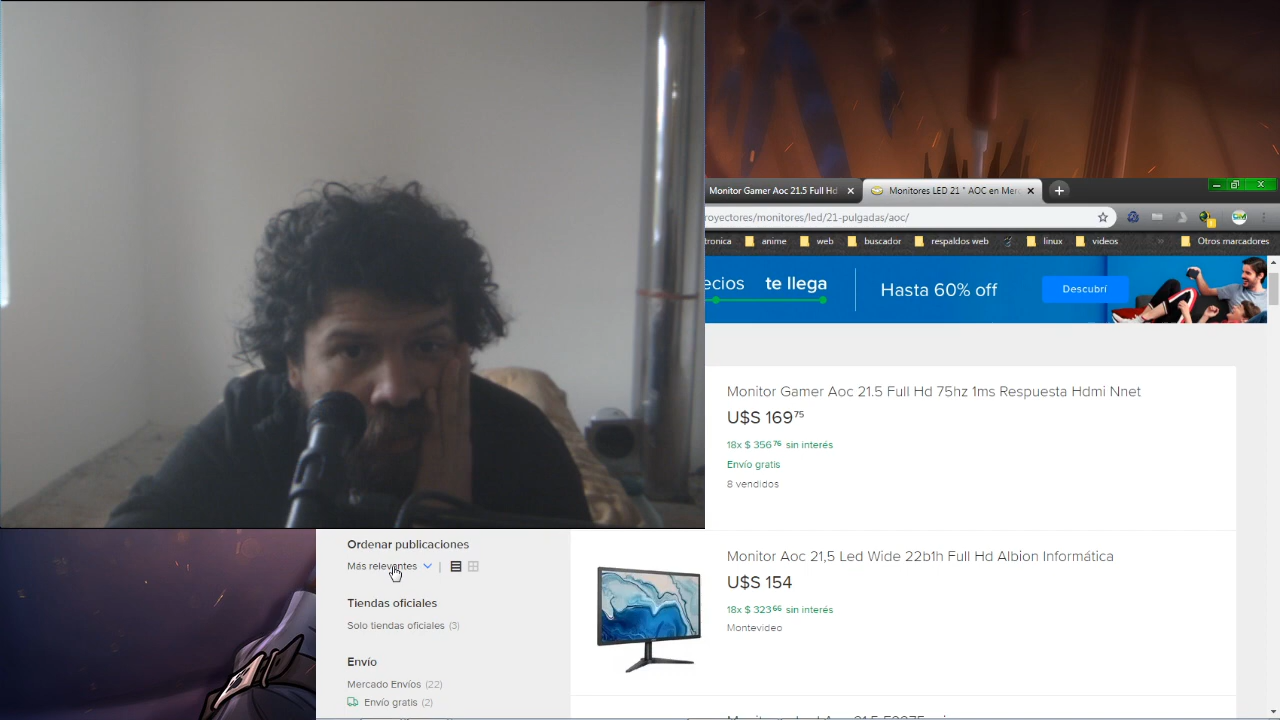 Monitor Gamer Aoc 21.5 Full Hd
Monitores LED 21 " AOC en Mer
royectores/monitores/led/21-pulgadas/aoc/
tronica
anime
web
buscador
respaldos web
linux
videos
Otros marcadores
ecios te llega
Hasta 60% off
Descubrí
Monitor Gamer Aoc 21.5 Full Hd 75hz 1ms Respuesta Hdmi Nnet
U$S 169 75
18x $ 356 76 sin interés
Envío gratis
8 vendidos
Ordenar publicaciones
Más relevantes
Tiendas oficiales
Solo tiendas oficiales (3)
Envío
Mercado Envíos (22)
Envío gratis (2)
Monitor Aoc 21,5 Led Wide 22b1h Full Hd Albion Informática
U$S 154
18x $ 323 66 sin interés
Montevideo